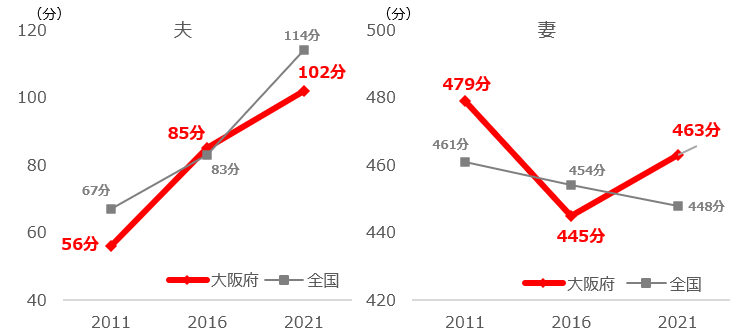 (分)
夫
120
100
80
60
40
114分
102分
85分
83分
67分
56分
大阪府
全国
2011
2016
2021
(分)
妻
500
480
460
440
420
479分
463分
461分
454分
448分
445分
大阪府
全国
2011
2016
2021